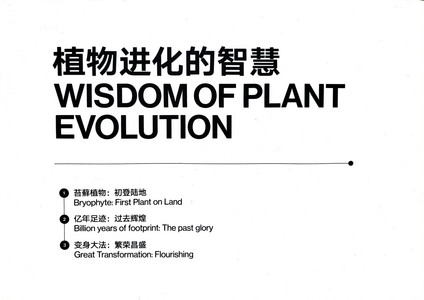 植物进化的智慧
WISDOM OF PLANT
EVOLUTION
1 苔藓植物：初登陆地
Bryophyte: First Plant on Land
2 亿年足迹：过去辉煌
Billion years of footprint: The past glory
3 变身大法：繁荣昌盛
Great Transformation: Flourishing